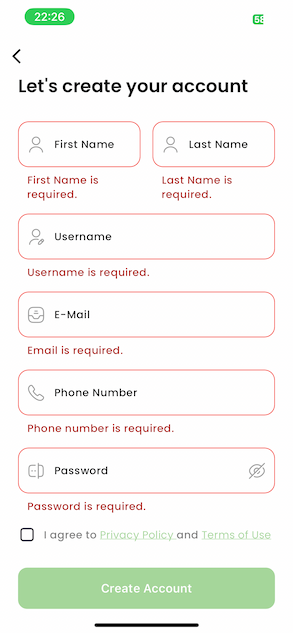 22:26
Let's create your account
First Name
Last Name
First Name is
required.
Last Name is
required.
Username
Username is required.
E-Mail
Email is required.
Phone Number
Phone number is required.
Password
Password is required.
I agree to Privacy Policy and Terms of Use
Create Account